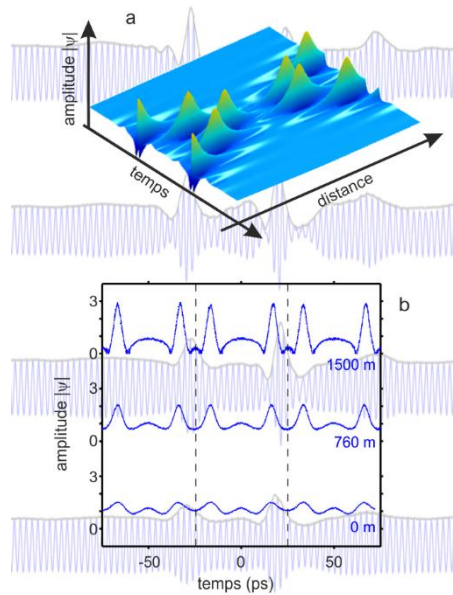 a
amplitude |ψ|
temps
distance
b
amplitude |ψ|
3
0
1500 m
3
0
760 m
3
0
0 m
-50
0
50
temps (ps)